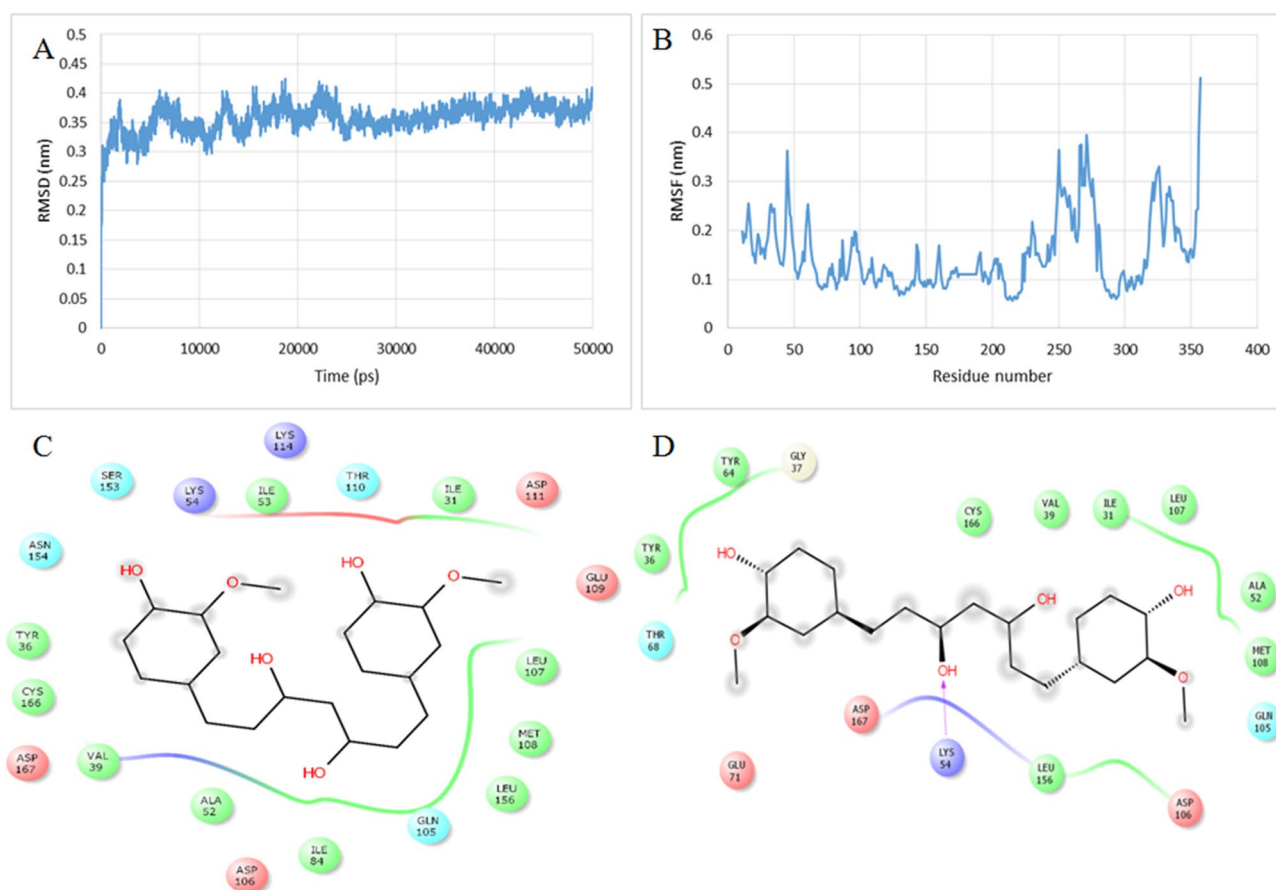 A
RMSD (nm)
0.5
0.45
0.4
0.35
0.3
0.25
0.2
0.15
0.1
0.05
0
0 10000 20000 30000 40000 50000
Time (ps)
B
RMSF (nm)
0.6
0.5
0.4
0.3
0.2
0.1
0
0 50 100 150 200 250 300 350 400
Residue number
C
LYS
114
SER
153
LYS
54
ILE
53
THR
110
ILE
31
ASP
111
ASN
154
HO
O
HO
O
GLU
109
TYR
36
HO
LEU
107
CYS
166
MET
108
ASP
167
VAL
39
HO
LEU
156
ALA
52
GLN
105
ILE
84
ASP
106
D
TYR
64
GLY
37
CYS
166
VAL
39
ILE
31
LEU
107
TYR
36
HO
OH
OH
ALA
52
THR
68
O
OH
O
MET
108
GLN
105
ASP
167
GLU
71
LYS
54
LEU
156
ASP
106